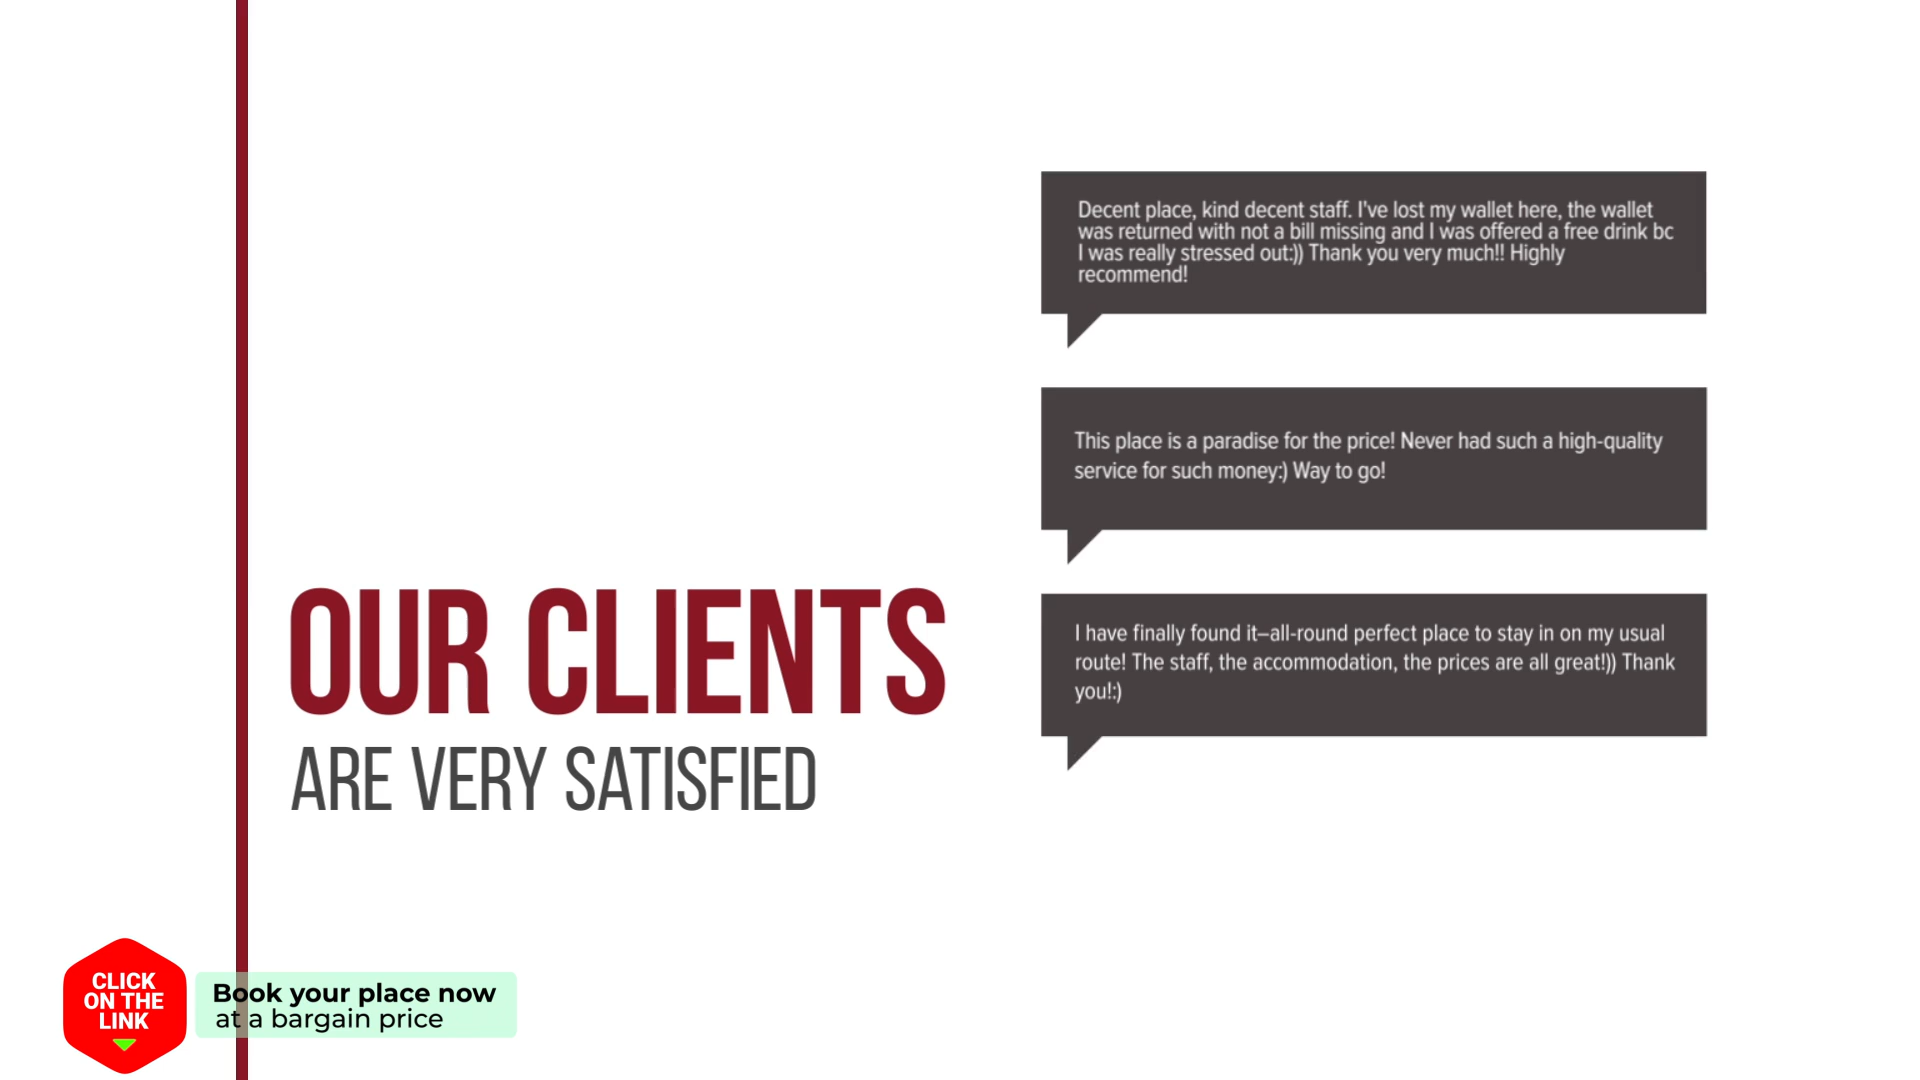 OUR CLIENTS
ARE VERY SATISFIED
Decent place, kind decent staff. I've lost my wallet here, the wallet
was returned with not a bill missing and I was offered a free drink bc
I was really stressed out:)) Thank you very much!! Highly
recommend!
This place is a paradise for the price! Never had such a high-quality
service for such money:) Way to go!
I have finally found it–all-round perfect place to stay in on my usual
route! The staff, the accommodation, the prices are all great!)) Thank
you!:)
CLICK
ON THE
LINK
Book your place now
at a bargain price